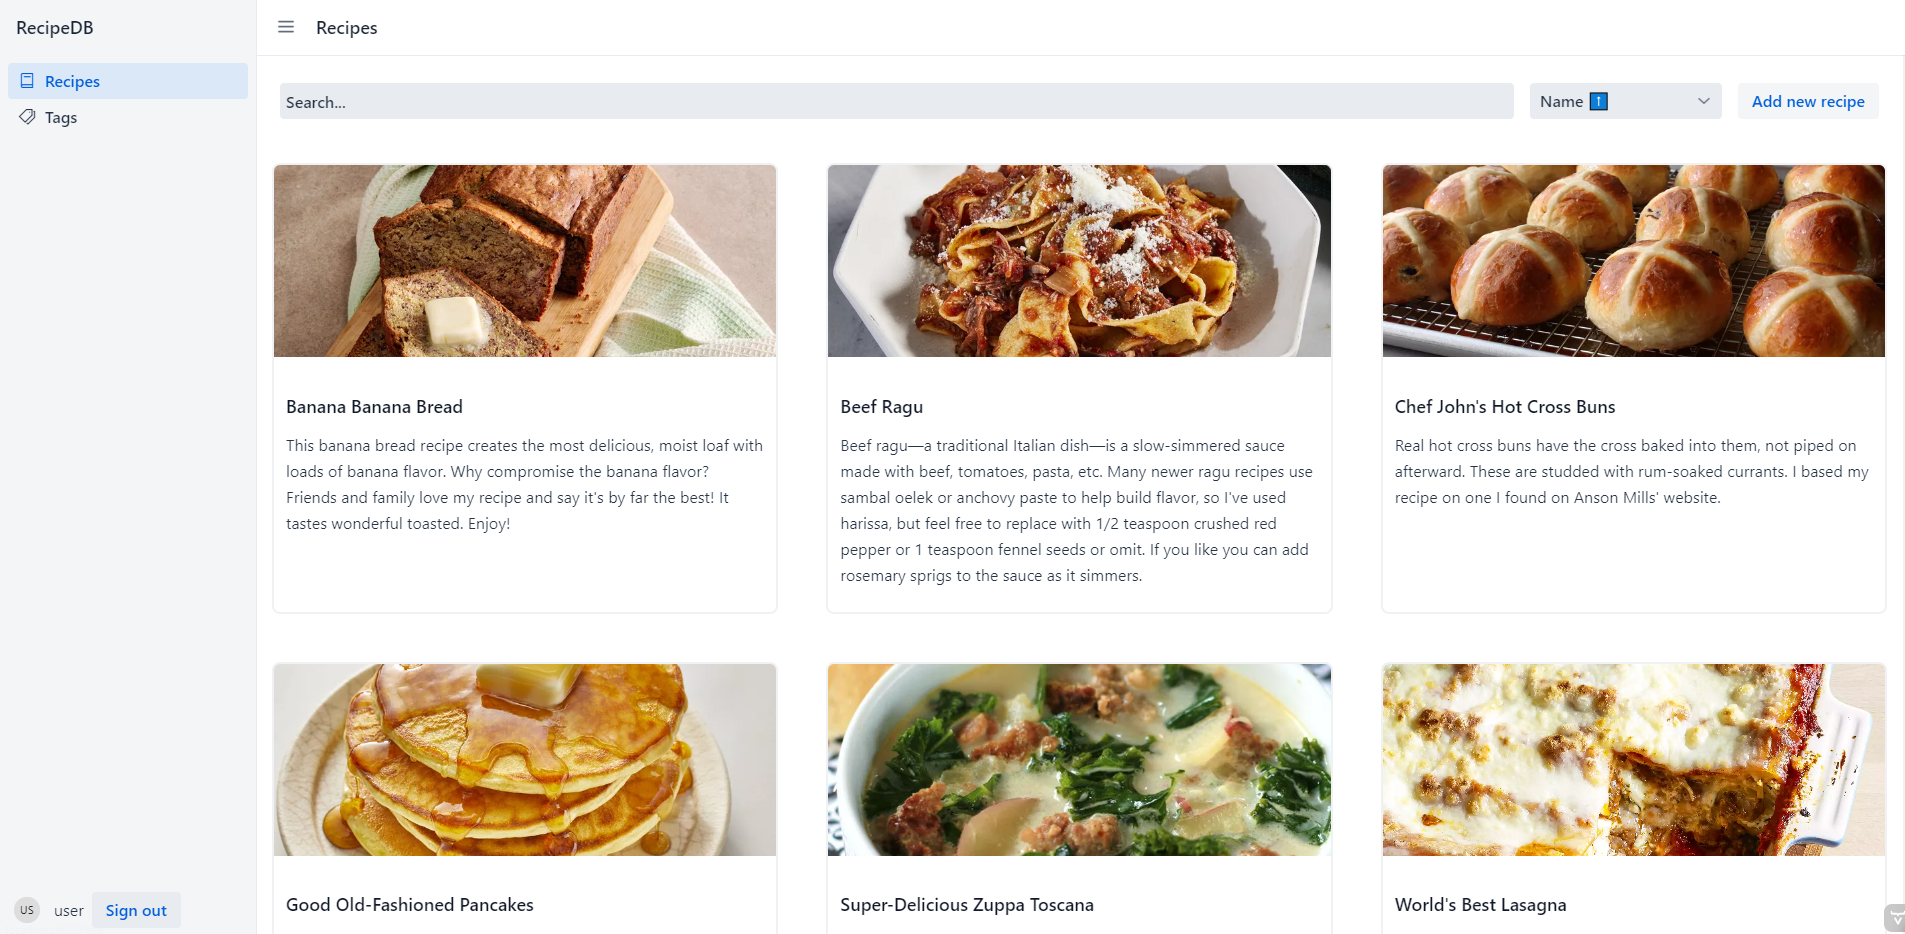 RecipeDB
Recipes
Tags
US
user
Sign out
Recipes
Search...
Name ↑
Add new recipe
Banana Banana Bread
This banana bread recipe creates the most delicious, moist loaf with
loads of banana flavor. Why compromise the banana flavor?
Friends and family love my recipe and say it's by far the best! It
tastes wonderful toasted. Enjoy!
Beef Ragu
Beef ragu—a traditional Italian dish—is a slow-simmered sauce
made with beef, tomatoes, pasta, etc. Many newer ragu recipes use
sambal oelek or anchovy paste to help build flavor, so I've used
harissa, but feel free to replace with 1/2 teaspoon crushed red
pepper or 1 teaspoon fennel seeds or omit. If you like you can add
rosemary sprigs to the sauce as it simmers.
Chef John's Hot Cross Buns
Real hot cross buns have the cross baked into them, not piped on
afterward. These are studded with rum-soaked currants. I based my
recipe on one I found on Anson Mills' website.
Good Old-Fashioned Pancakes
Super-Delicious Zuppa Toscana
World's Best Lasagna